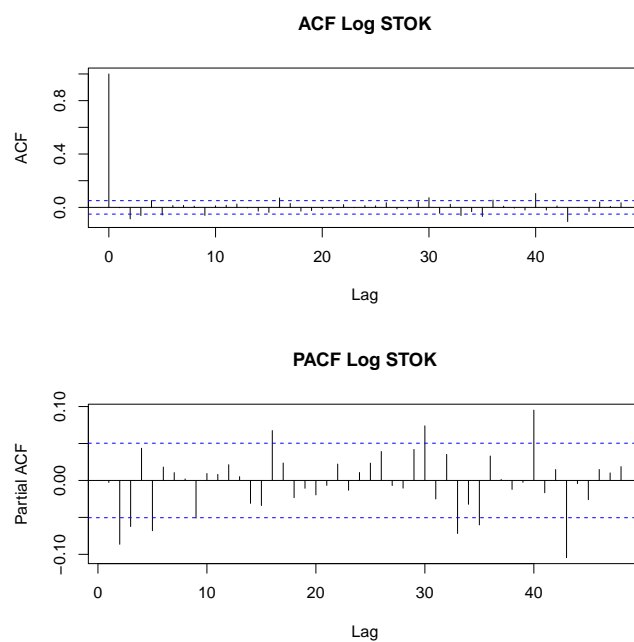 ACF Log STOK
ACF
0.0
0.4
0.8
0 10 20 30 40
Lag
PACF Log STOK
Partial ACF
−0.10
0.00
0.10
0 10 20 30 40
Lag